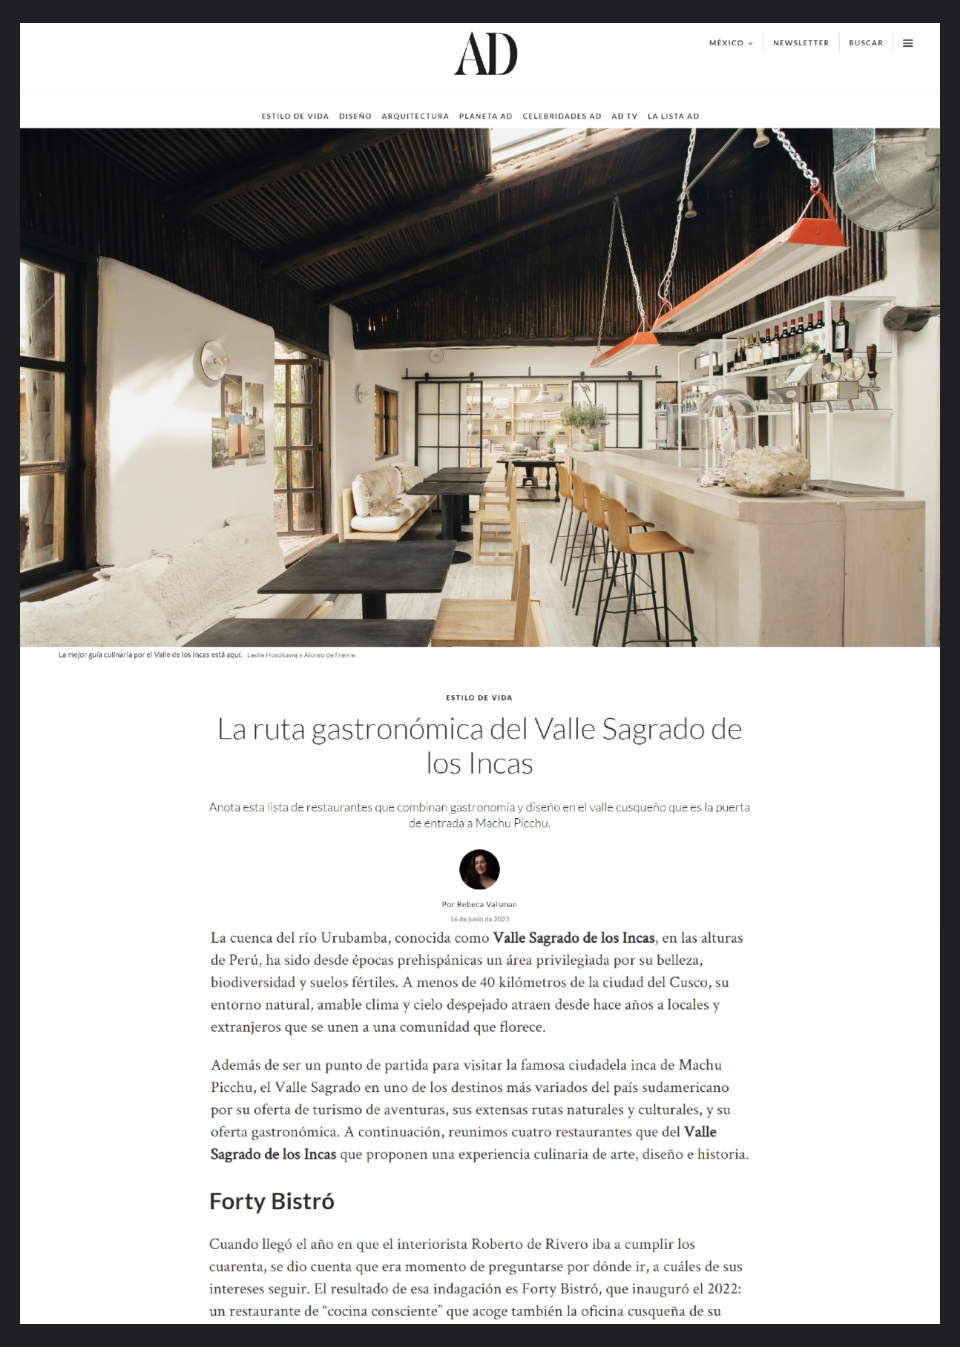 AD
MÉXICO
NEWSLETTER
BUSCAR
ESTILO DE VIDA DISEÑO ARQUITECTURA PLANETA AD CELEBRIDADES AD AD TV LA LISTA AD
La mejor guía culinaria por el Valle de los Incas está aquí. Leslie Hosokawa y Alonso de Freyre.
ESTILO DE VIDA
La ruta gastronómica del Valle Sagrado de
los Incas
Anota esta lista de restaurantes que combinan gastronomía y diseño en el valle cusqueño que es la puerta
de entrada a Machu Picchu.
Por Rebeca Vaisman
16 de junio de 2023
La cuenca del río Urubamba, conocida como Valle Sagrado de los Incas, en las alturas
de Perú, ha sido desde épocas prehispánicas un área privilegiada por su belleza,
biodiversidad y suelos fértiles. A menos de 40 kilómetros de la ciudad del Cusco, su
entorno natural, amable clima y cielo despejado atraen desde hace años a locales y
extranjeros que se unen a una comunidad que florece.
Además de ser un punto de partida para visitar la famosa ciudadela inca de Machu
Picchu, el Valle Sagrado en uno de los destinos más variados del país sudamericano
por su oferta de turismo de aventuras, sus extensas rutas naturales y culturales, y su
oferta gastronómica. A continuación, reunimos cuatro restaurantes que del Valle
Sagrado de los Incas que proponen una experiencia culinaria de arte, diseño e historia.
Forty Bistró
Cuando llegó el año en que el interiorista Roberto de Rivero iba a cumplir los
cuarenta, se dio cuenta que era momento de preguntarse por dónde ir, a cuáles de sus
intereses seguir. El resultado de esa indagación es Forty Bistró, que inauguró el 2022:
un restaurante de “cocina consciente” que acoge también la oficina cusqueña de su